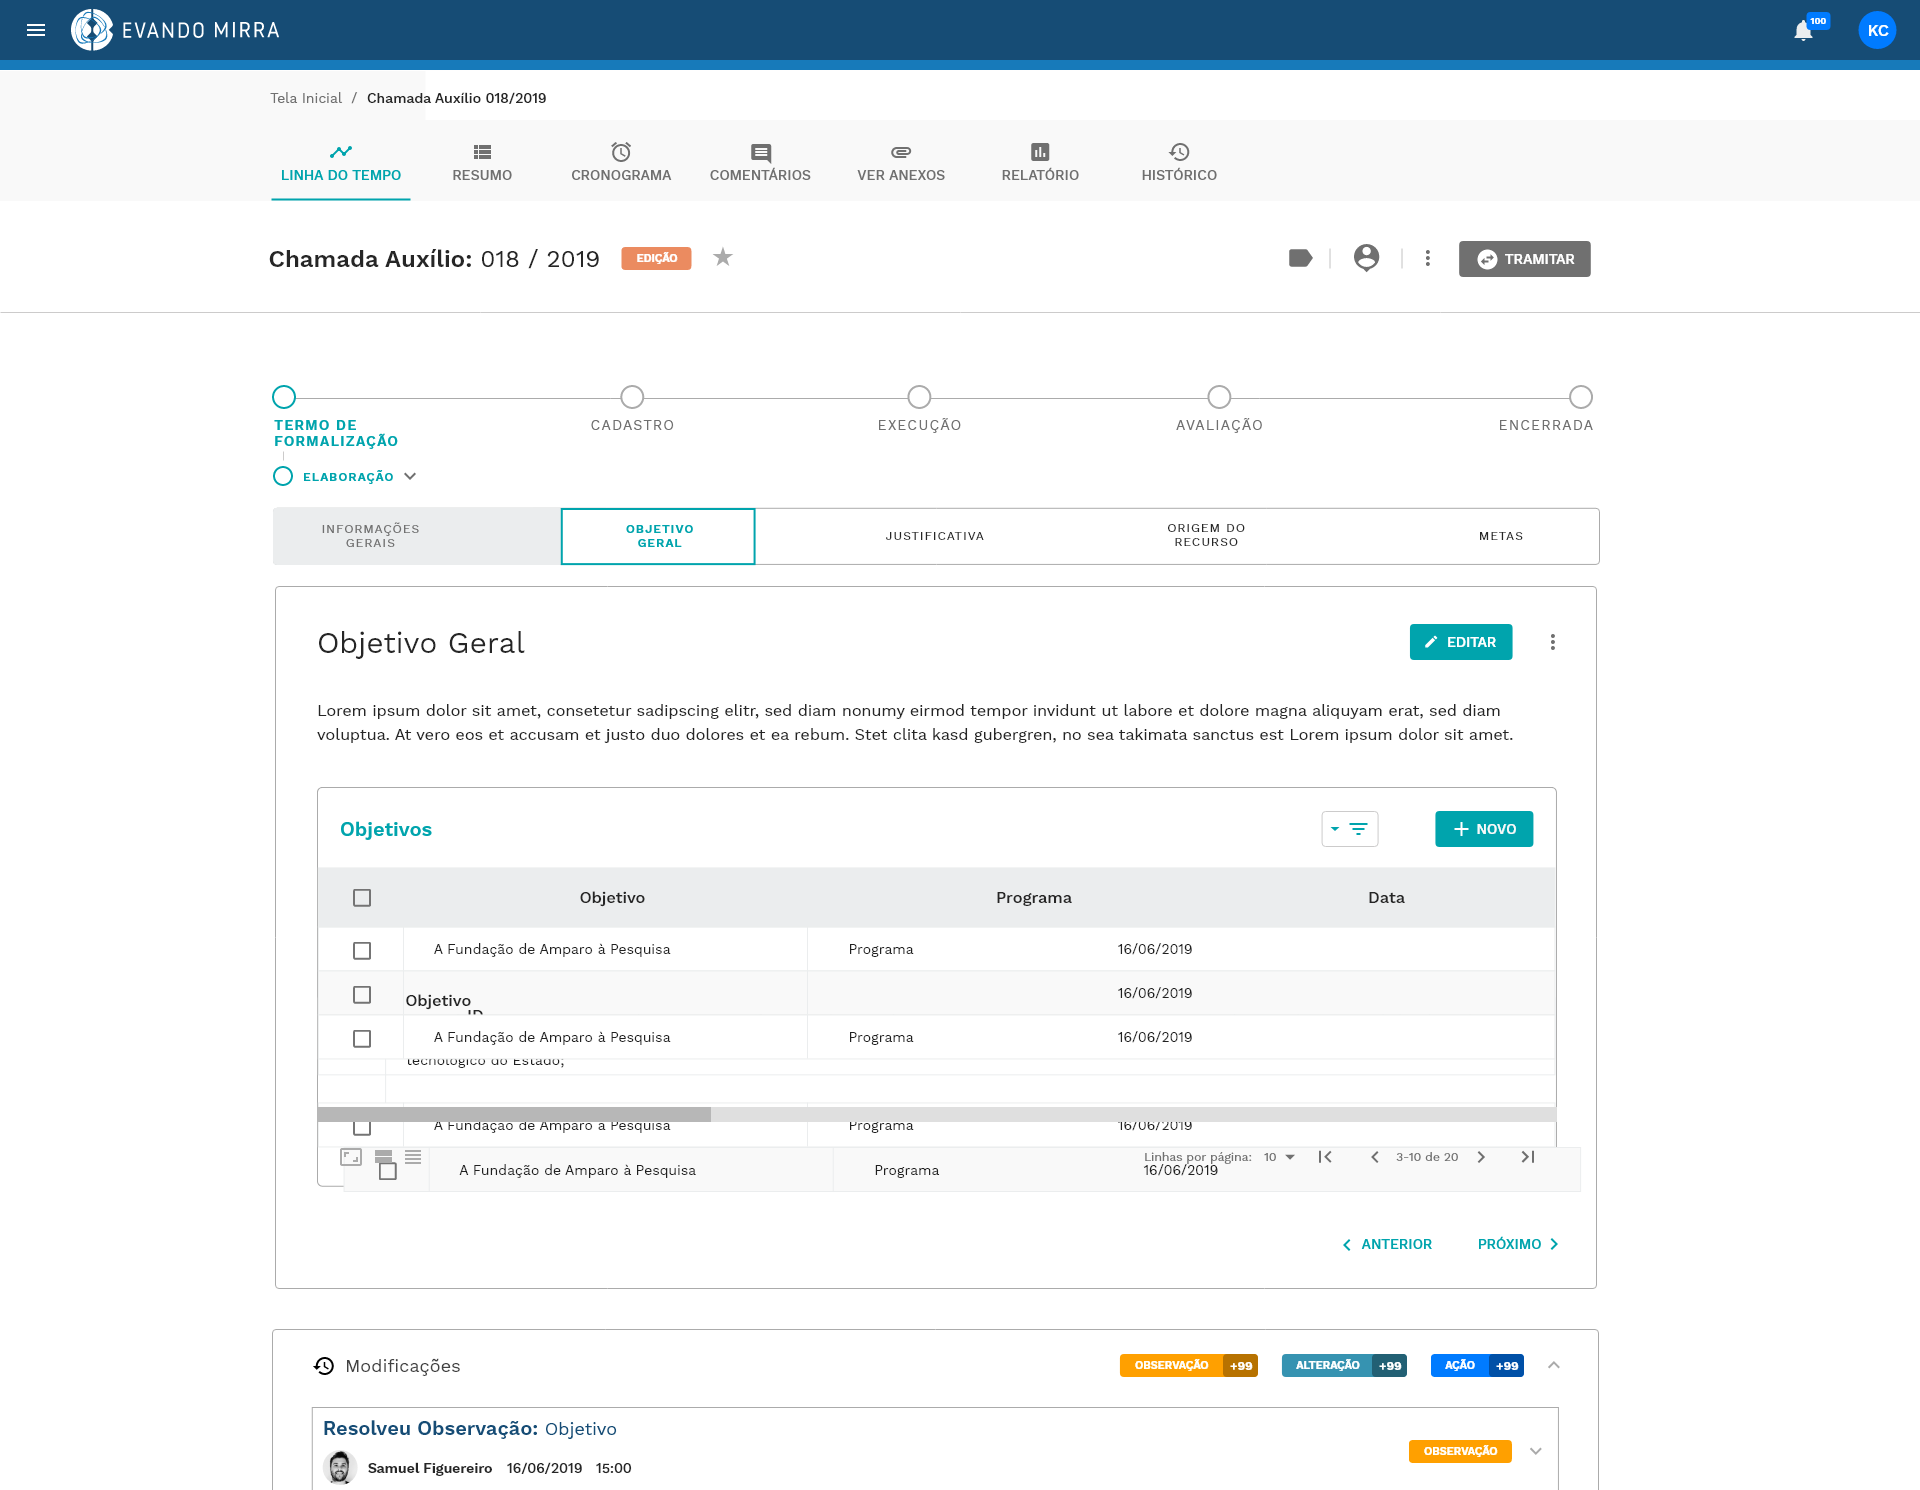 EVANDO MIRRA
100
KC
Tela Inicial / Chamada Auxílio 018/2019
LINHA DO TEMPO
RESUMO
CRONOGRAMA
COMENTÁRIOS
VER ANEXOS
RELATÓRIO
HISTÓRICO
Chamada Auxílio: 018 / 2019
EDIÇÃO
TRAMITAR
TERMO DE
FORMALIZAÇÃO
CADASTRO
EXECUÇÃO
AVALIAÇÃO
ENCERRADA
ELABORAÇÃO
INFORMAÇÕES
GERAIS
OBJETIVO
GERAL
JUSTIFICATIVA
ORIGEM DO
RECURSO
METAS
Objetivo Geral
EDITAR
Lorem ipsum dolor sit amet, consetetur sadipscing elitr, sed diam nonumy eirmod tempor invidunt ut labore et dolore magna aliquyam erat, sed diam
voluptua. At vero eos et accusam et justo duo dolores et ea rebum. Stet clita kasd gubergren, no sea takimata sanctus est Lorem ipsum dolor sit amet.
Objetivos
NOVO
Objetivo Programa Data
A Fundação de Amparo à Pesquisa Programa 16/06/2019
16/06/2019
Objetivo
ID
A Fundação de Amparo à Pesquisa Programa 16/06/2019
tecnológico do Estado;
A Fundação de Amparo à Pesquisa Programa 16/06/2019
Linhas por página: 10 3-10 de 20
A Fundação de Amparo à Pesquisa Programa 16/06/2019
ANTERIOR
PRÓXIMO
Modificações
OBSERVAÇÃO +99
ALTERAÇÃO +99
AÇÃO +99
Resolveu Observação: Objetivo
OBSERVAÇÃO
Samuel Figuereiro 16/06/2019 15:00